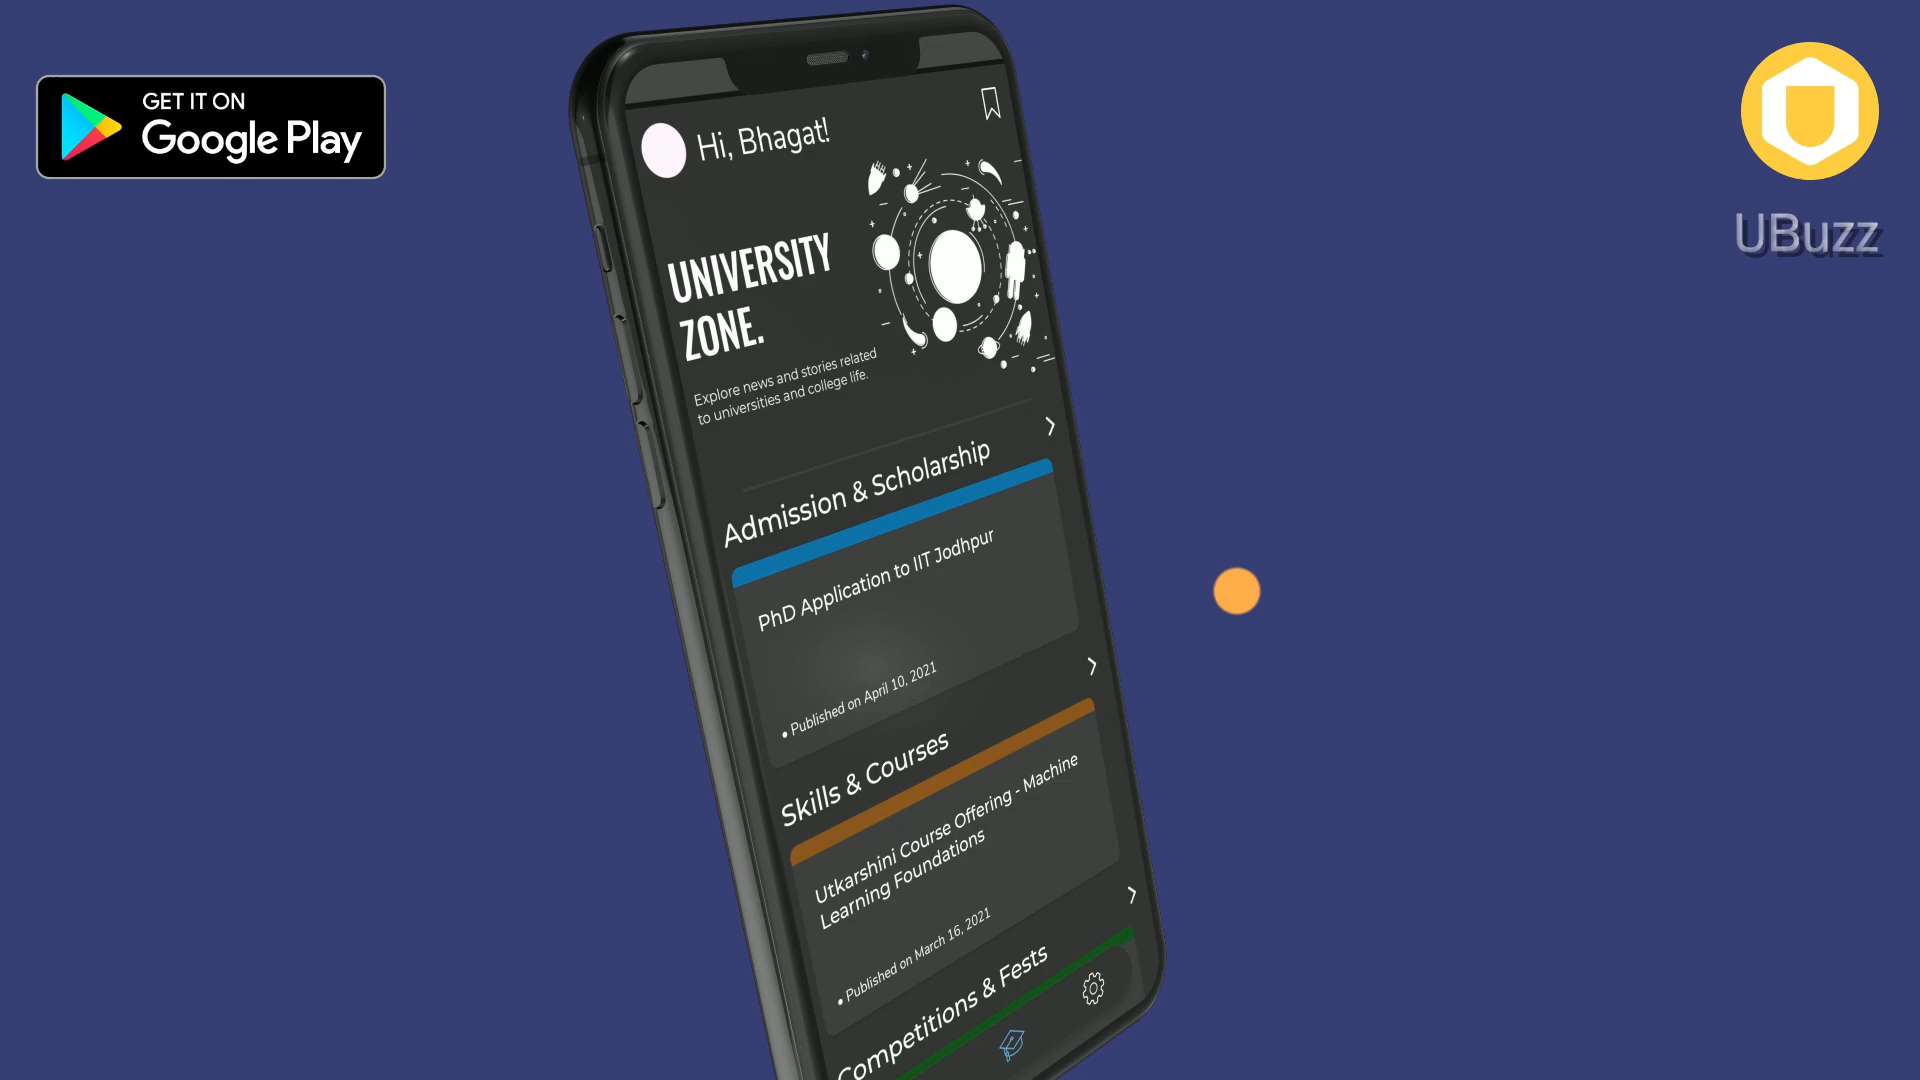 GET IT ON
Google Play
UBuzz
Hi, Bhagat!
UNIVERSITY
ZONE.
Explore news and stories related
to universities and college life.
Admission & Scholarship
PhD Application to IIT Jodhpur
• Published on April 10, 2021
Skills & Courses
Utkarshini Course Offering - Machine
Learning Foundations
• Published on March 16, 2021
Competitions & Fests